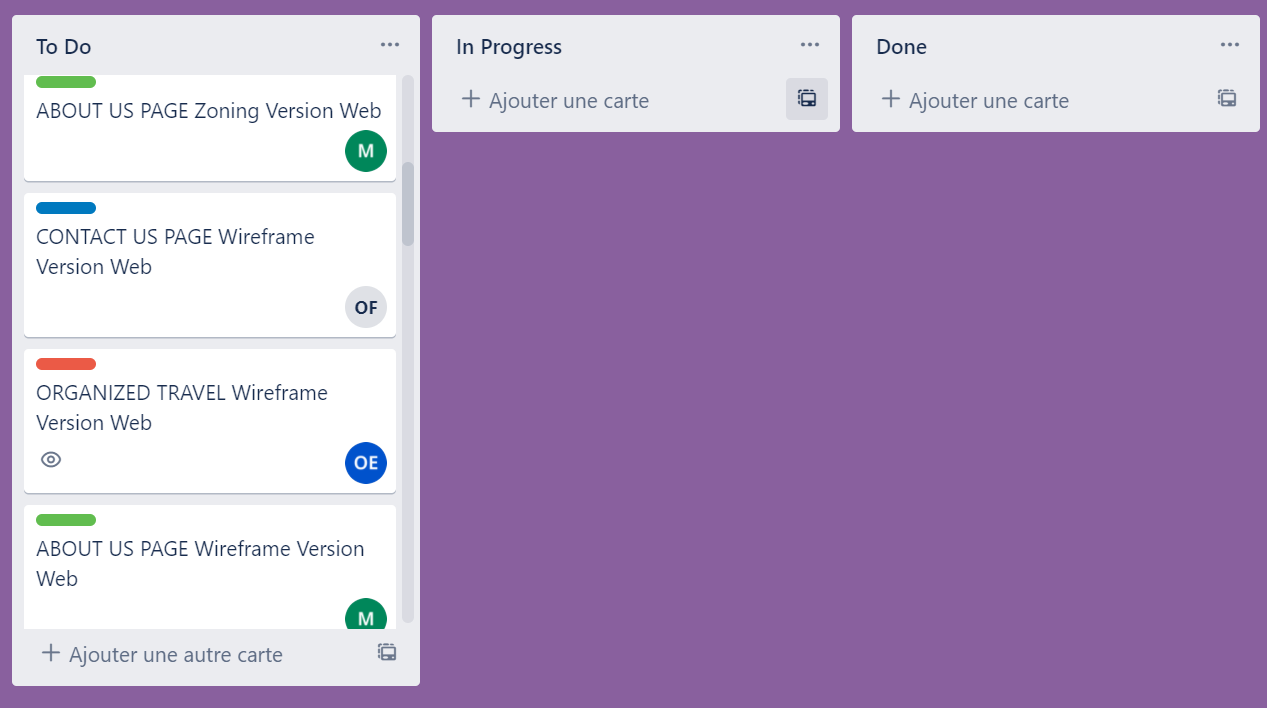 To Do
ABOUT US PAGE Zoning Version Web
M
CONTACT US PAGE Wireframe
Version Web
OF
ORGANIZED TRAVEL Wireframe
Version Web
OE
ABOUT US PAGE Wireframe Version
Web
M
+ Ajouter une autre carte
In Progress
+ Ajouter une carte
Done
+ Ajouter une carte